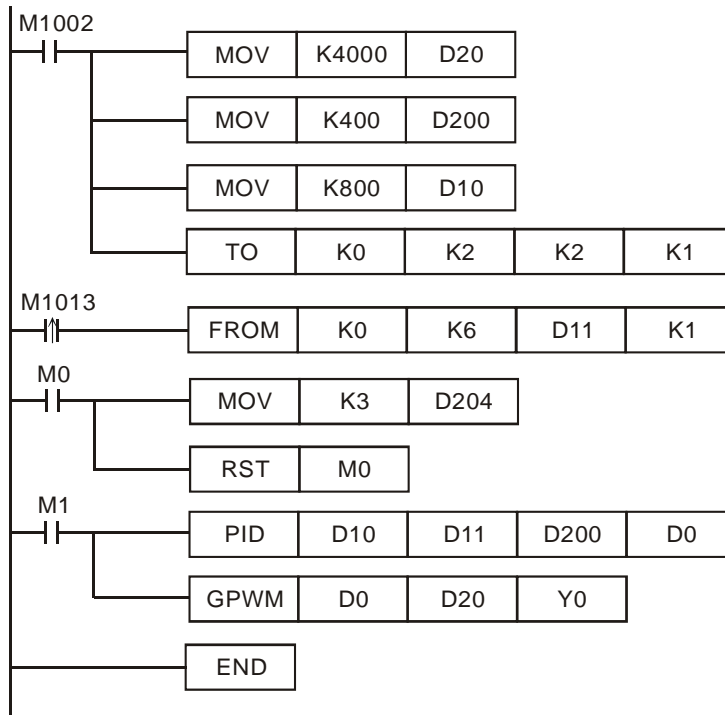 M1002
MOV K4000 D20
MOV K400 D200
MOV K800 D10
TO K0 K2 K2 K1
M1013
FROM K0 K6 D11 K1
M0
MOV K3 D204
RST M0
M1
PID D10 D11 D200 D0
GPWM D0 D20 Y0
END